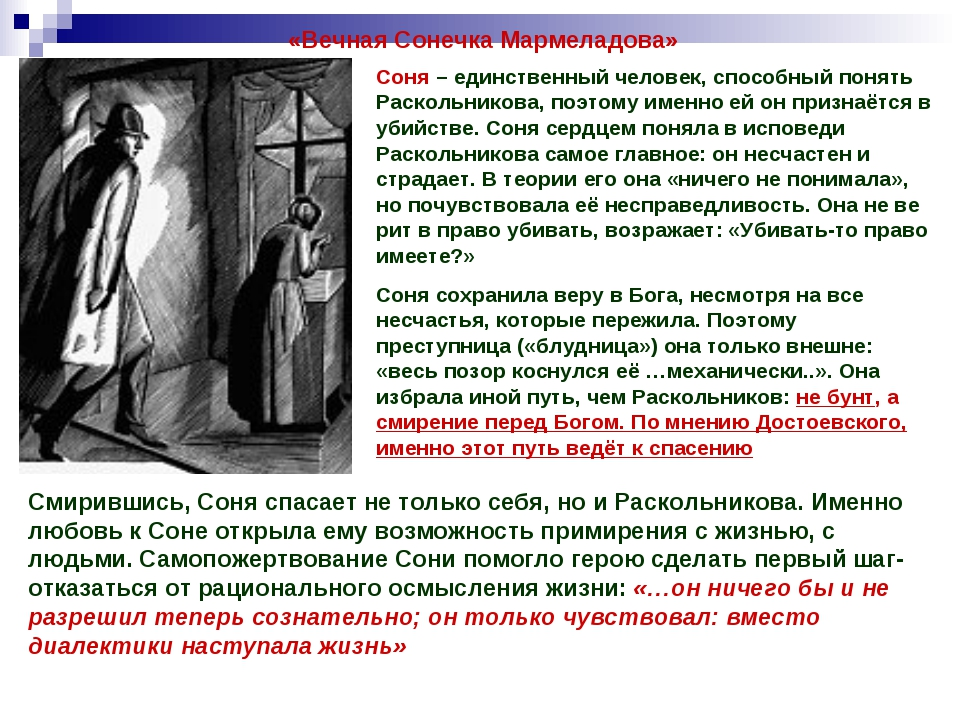 «Вечная Сонечка Мармеладова»
Соня – единственный человек, способный понять
Раскольникова, поэтому именно ей он признаётся в
убийстве. Соня сердцем поняла в исповеди
Раскольникова самое главное: он несчастен и
страдает. В теории его она «ничего не понимала»,
но почувствовала её несправедливость. Она не ве
рит в право убивать, возражает: «Убивать-то право
имеете?»
Соня сохранила веру в Бога, несмотря на все
несчастья, которые пережила. Поэтому
преступница («блудница») она только внешне:
«весь позор коснулся её …механически..». Она
избрала иной путь, чем Раскольников: не бунт, а
смирение перед Богом. По мнению Достоевского,
именно этот путь ведёт к спасению
Смирившись, Соня спасает не только себя, но и Раскольникова. Именно
любовь к Соне открыла ему возможность примирения с жизнью, с
людьми. Самопожертвование Сони помогло герою сделать первый шаг-
отказаться от рационального осмысления жизни: «…он ничего бы и не
разрешил теперь сознательно; он только чувствовал: вместо
диалектики наступала жизнь»